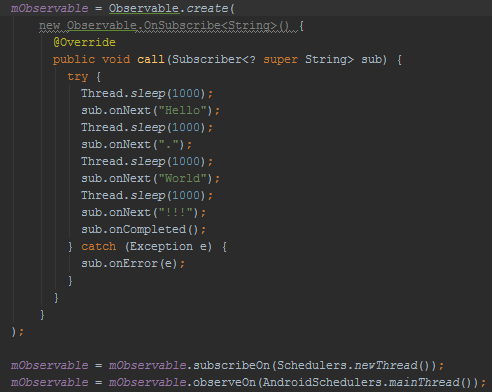 mObservable = Observable.create(
new Observable.OnSubscribe<String>() {
@Override
public void call(Subscriber<? super String> sub) {
try {
Thread.sleep(1000);
sub.onNext("Hello");
Thread.sleep(1000);
sub.onNext(".");
Thread.sleep(1000);
sub.onNext("World");
Thread.sleep(1000);
sub.onNext("!!!");
sub.onCompleted();
} catch (Exception e) {
sub.onError(e);
}
}
}
);
mObservable = mObservable.subscribeOn(Schedulers.newThread());
mObservable = mObservable.observeOn(AndroidSchedulers.mainThread());